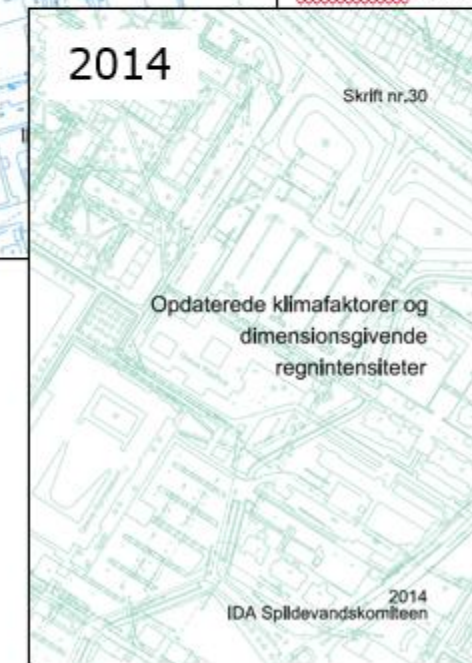 2014
Skrift nr.30
Opdaterede klimafaktorer og
dimensionsgivende
regnintensiteter
2014
IDA Spildevandskomiteen